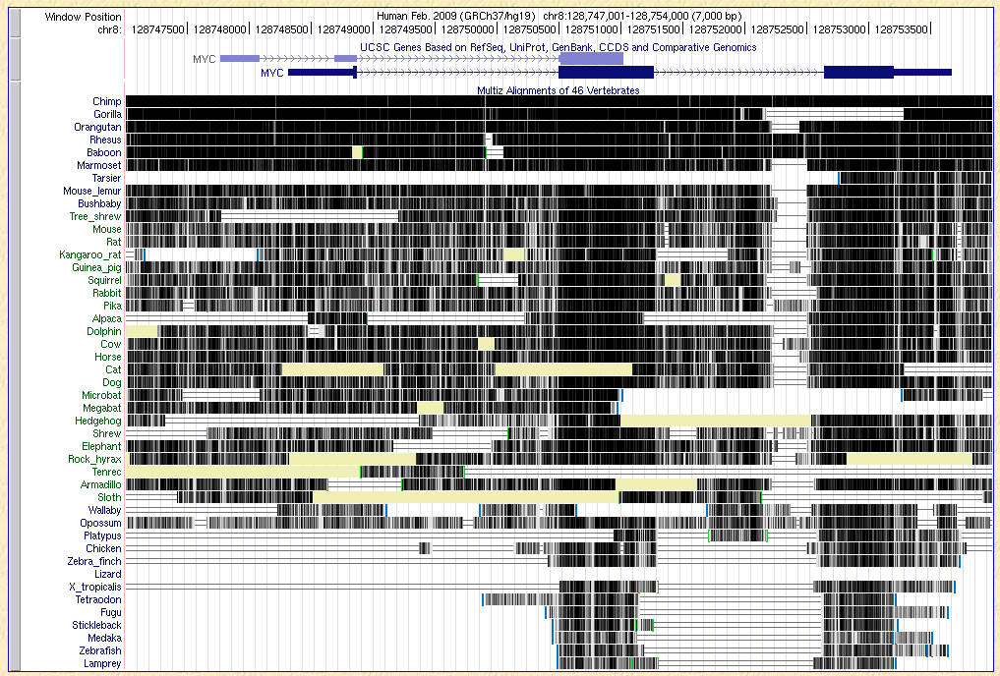 Window Position Human Feb. 2009 (GRCh37/hg19) chr8:128,747,001-128,754,000 (7,000 bp)
chr8: 128747500 128748000 128748500 128749000 128749500 128750000 128750500 128751000 128751500 128752000 128752500 128753000 128753500
UCSC Genes Based on RefSeq, UniProt, GenBank, CCDS and Comparative Genomics
MYC
MYC
Multiz Alignments of 46 Vertebrates
Chimp
Gorilla
Orangutan
Rhesus
Baboon
Marmoset
Tarsier
Mouse_lemur
Bushbaby
Tree_shrew
Mouse
Rat
Kangaroo_rat
Guinea_pig
Squirrel
Rabbit
Pika
Alpaca
Dolphin
Cow
Horse
Cat
Dog
Microbat
Megabat
Hedgehog
Shrew
Elephant
Rock_hyrax
Tenrec
Armadillo
Sloth
Wallaby
Opossum
Platypus
Chicken
Zebra_finch
Lizard
X_tropicalis
Tetraodon
Fugu
Stickleback
Medaka
Zebrafish
Lamprey